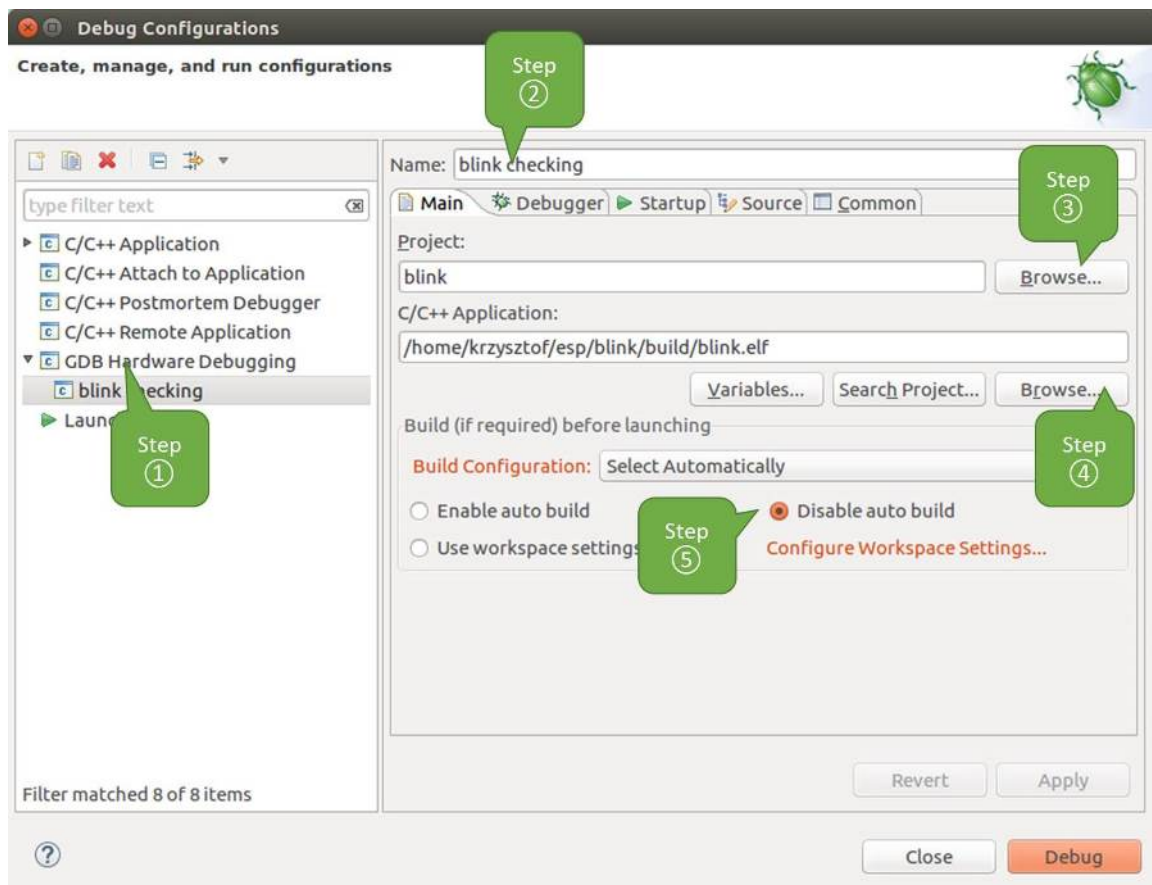 Debug Configurations
Create, manage, and run configurations
Step
②
Name: blink checking
Step
③
type filter text
Main Debugger Startup Source Common
C/C++ Application
C/C++ Attach to Application
C/C++ Postmortem Debugger
C/C++ Remote Application
GDB Hardware Debugging
blink checking
Laun
Step
①
Project:
blink
Browse...
C/C++ Application:
/home/krzysztof/esp/blink/build/blink.elf
Variables... Search Project... Browse...
Step
④
Build (if required) before launching
Build Configuration: Select Automatically
Enable auto build
Disable auto build
Step
⑤
Use workspace settings
Configure Workspace Settings...
Revert Apply
Filter matched 8 of 8 items
Close Debug